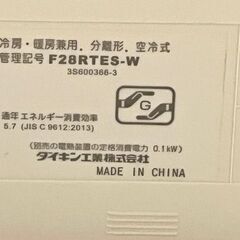 冷房・暖房兼用．分離形．空冷式
管理記号 F28RTES-W
3S600366-3
G
通年エネルギー消費効率
5.7 (JIS C 9612:2013)
(別売の電熱装置の定格消費電力 0.1kW)
ダイキン工業株式会社
MADE IN CHINA